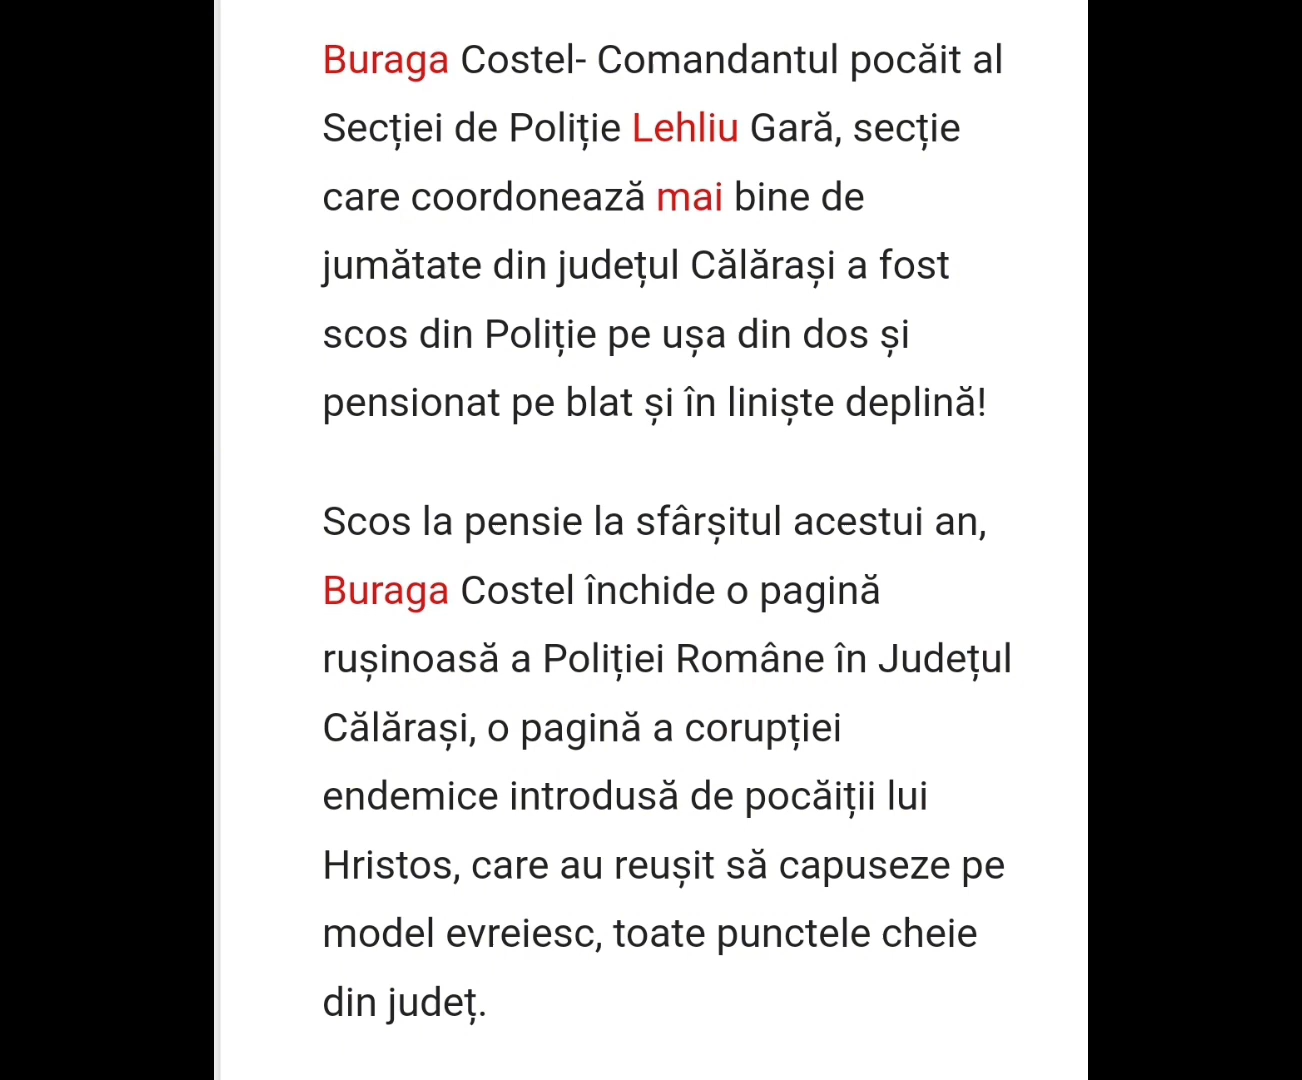 Buraga Costel- Comandantul pocăit al
Secției de Poliție Lehliu Gară, secție
care coordonează mai bine de
jumătate din județul Călărași a fost
scos din Poliție pe ușa din dos și
pensionat pe blat și în liniște deplină!
Scos la pensie la sfârșitul acestui an,
Buraga Costel închide o pagină
rușinoasă a Poliției Române în Județul
Călărași, o pagină a corupției
endemice introdusă de pocăiții lui
Hristos, care au reușit să capuseze pe
model evreiesc, toate punctele cheie
din județ.